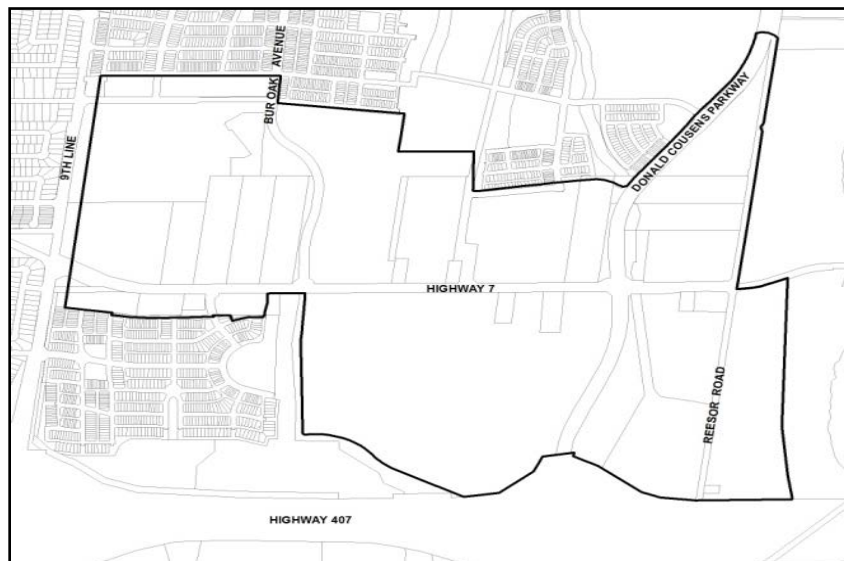 AVENUE
BUR OAK
9TH LINE
DONALD COUSENS PARKWAY
HIGHWAY 7
REESOR ROAD
HIGHWAY 407